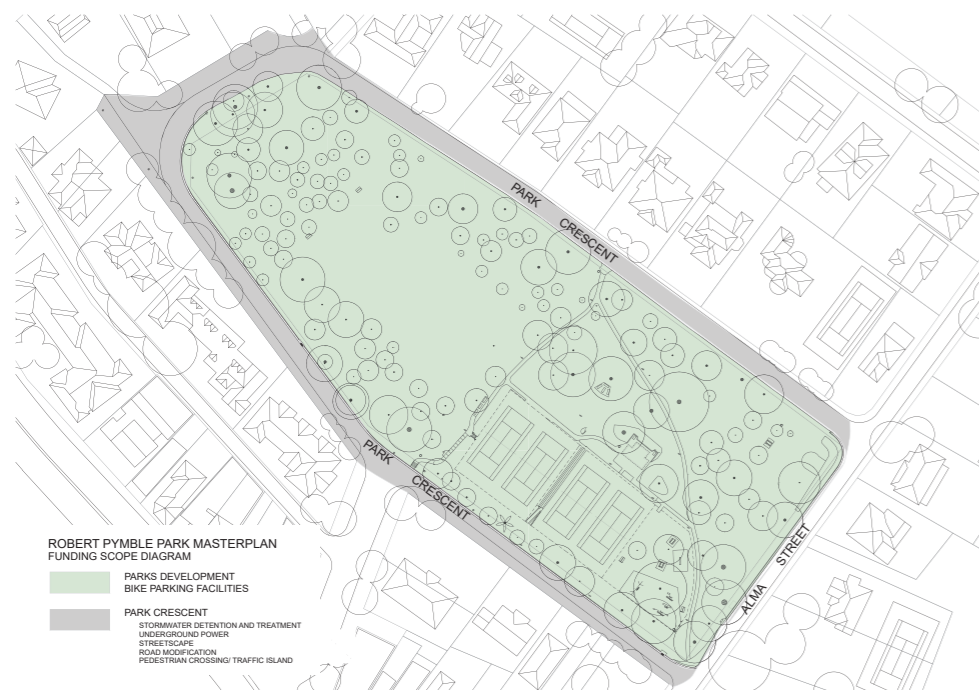 PARK CRESCENT
PARK CRESCENT
ALMA STREET
ROBERT PYMBLE PARK MASTERPLAN
FUNDING SCOPE DIAGRAM
PARKS DEVELOPMENT
BIKE PARKING FACILITIES
PARK CRESCENT
STORMWATER DETENTION AND TREATMENT
UNDERGROUND POWER
STREETSCAPE
ROAD MODIFICATION
PEDESTRIAN CROSSING/ TRAFFIC ISLAND